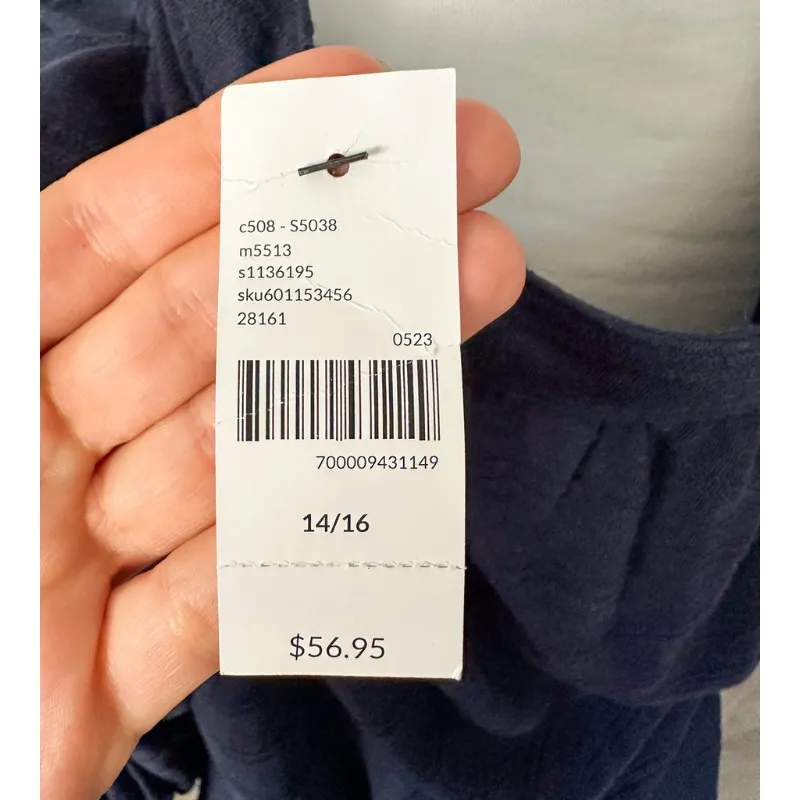 c508 - S5038
m5513
s1136195
sku601153456
28161
0523
700009431149
14/16
$56.95